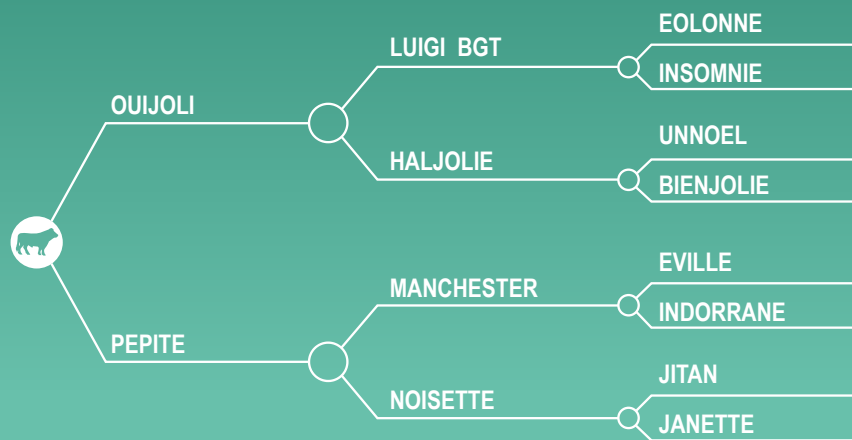 EOLONNE
LUIGI BGT
INSOMNIE
OUIJOLI
UNNOEL
HALJOLIE
BIENJOLIE
EVILLE
MANCHESTER
INDORRANE
PEPITE
JITAN
NOISETTE
JANETTE